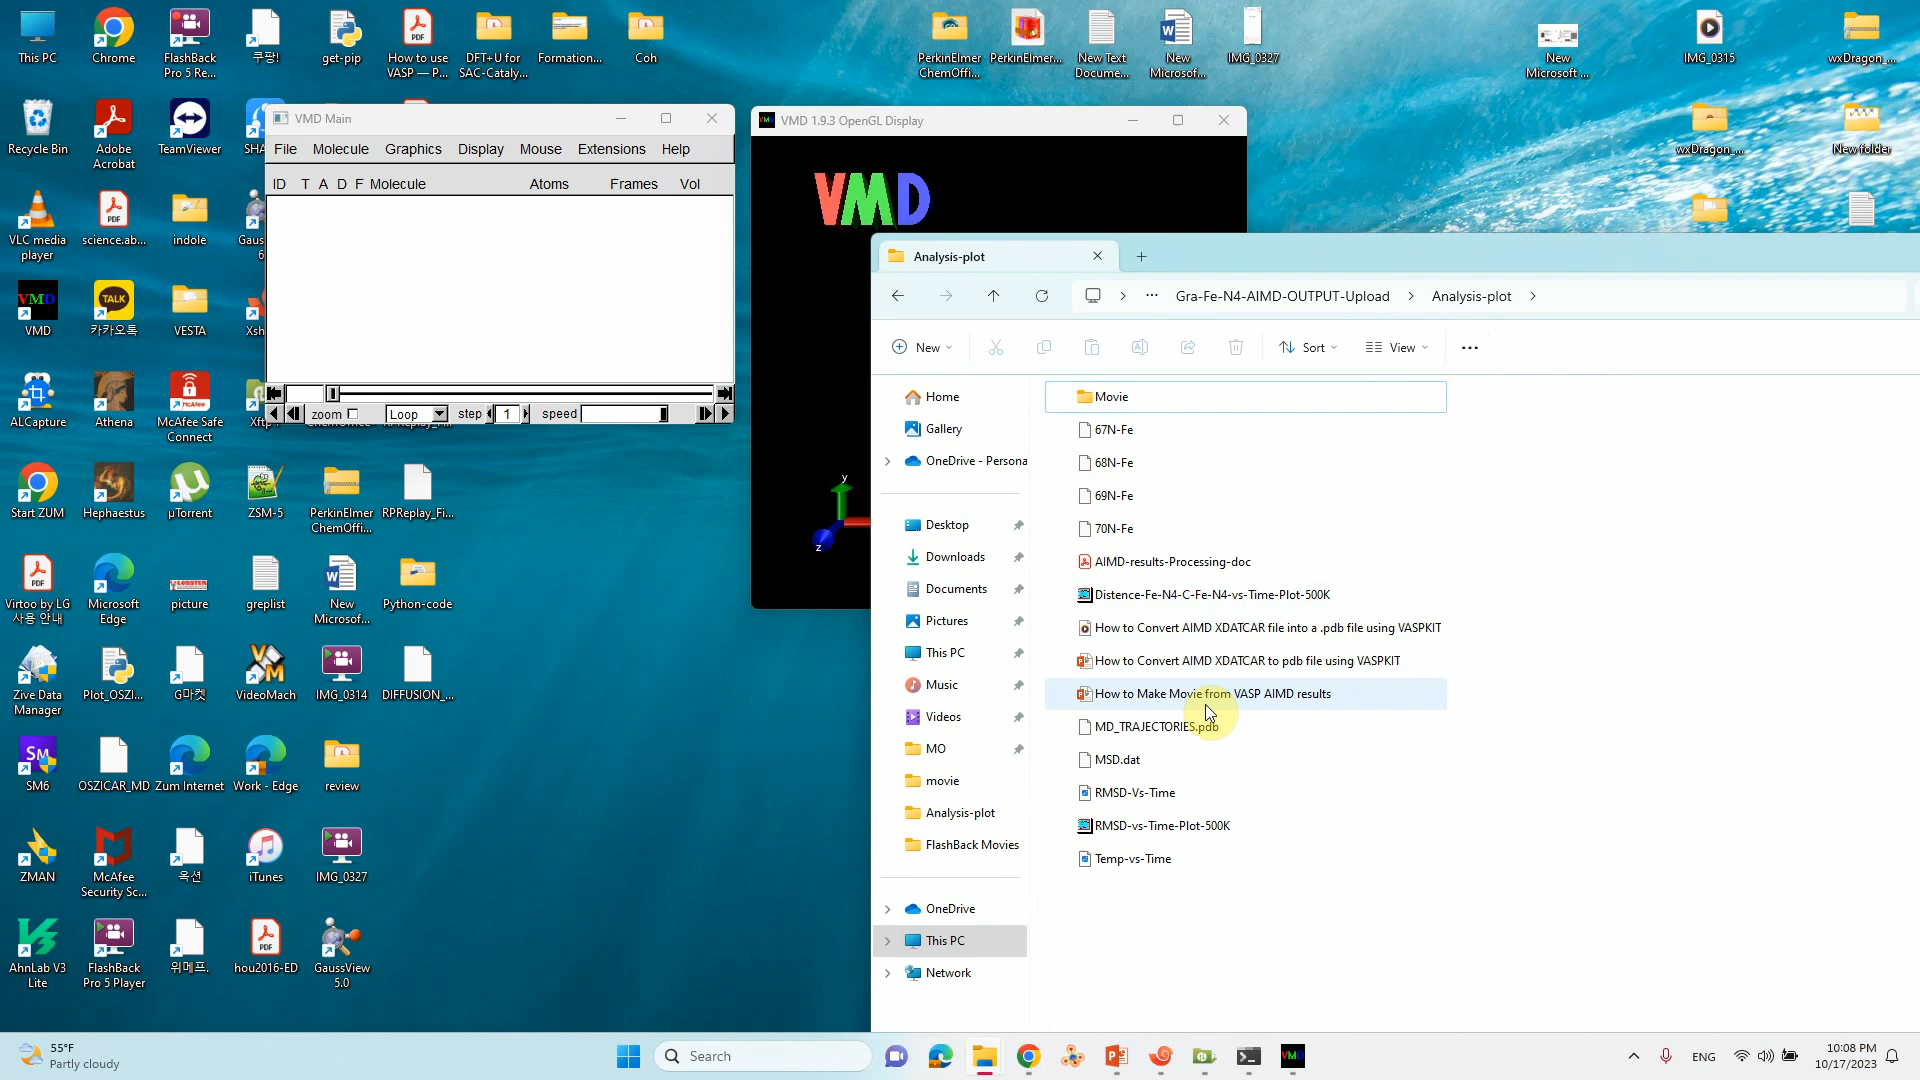 This PC
Chrome
FlashBack
Pro 5 Re...
쿠팡!
get-pip
How to use
VASP — P...
DFT+U for
SAC-Cataly...
Formation...
Coh
PerkinElmer
ChemOffi...
PerkinElmer...
New Text
Docume...
New
Microsof...
IMG_0327
New
Microsoft ...
IMG_0315
wxDragon_...
Recycle Bin
Adobe
Acrobat
TeamViewer
SHA
wxDragon_...
New folder
VMD Main
File Molecule Graphics Display Mouse Extensions Help
ID T A D F Molecule Atoms Frames Vol
zoom Loop step 1 speed
VMD 1.9.3 OpenGL Display
VMD
y
z
VLC media
player
science.ab...
indole
Gaus
6
VMD
카카오톡
VESTA
Xsh
ALCapture
Athena
McAfee Safe
Connect
Xftp
Start ZUM
Hephaestus
µTorrent
ZSM-5
PerkinElmer
ChemOffi...
RPReplay_Fi...
Virtoo by LG
사용 안내
Microsoft
Edge
picture
greplist
New
Microsof...
Python-code
Zive Data
Manager
Plot_OSZI...
G마켓
VideoMach
IMG_0314
DIFFUSION_...
SM6
OSZICAR_MD
Zum Internet
Work - Edge
review
ZMAN
McAfee
Security Sc...
옥션
iTunes
IMG_0327
AhnLab V3
Lite
FlashBack
Pro 5 Player
위메프.
hou2016-ED
GaussView
5.0
Analysis-plot
Gra-Fe-N4-AIMD-OUTPUT-Upload > Analysis-plot >
New Sort View ...
Home
Gallery
OneDrive - Persona
Desktop
Downloads
Documents
Pictures
This PC
Music
Videos
MO
movie
Analysis-plot
FlashBack Movies
OneDrive
This PC
Network
Movie
67N-Fe
68N-Fe
69N-Fe
70N-Fe
AIMD-results-Processing-doc
Distence-Fe-N4-C-Fe-N4-vs-Time-Plot-500K
How to Convert AIMD XDATCAR file into a .pdb file using VASPKIT
How to Convert AIMD XDATCAR to pdb file using VASPKIT
How to Make Movie from VASP AIMD results
MD_TRAJECTORIES.pdb
MSD.dat
RMSD-Vs-Time
RMSD-vs-Time-Plot-500K
Temp-vs-Time
55°F
Partly cloudy
Search
ENG
10:08 PM
10/17/2023